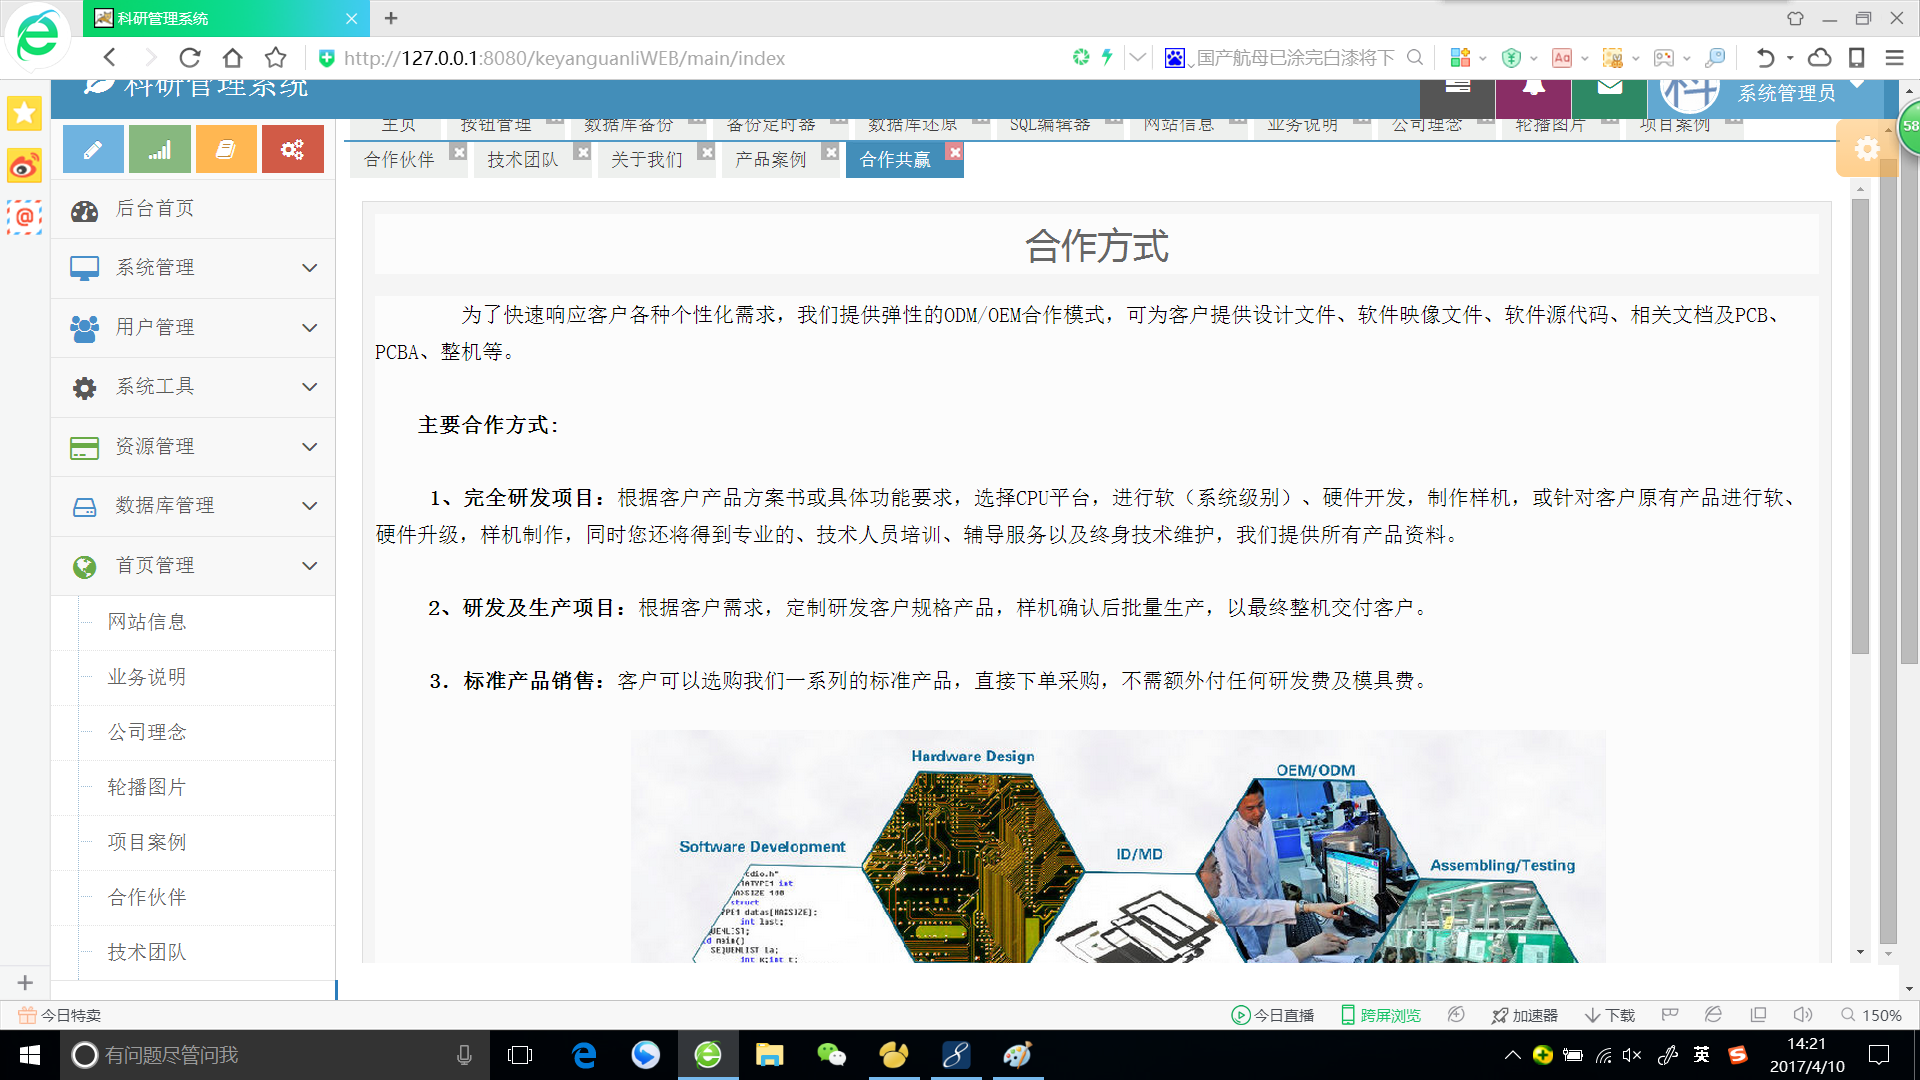 科研管理系统
http://127.0.0.1:8080/keyanguanliWEB/main/index
国产航母已涂完白漆将下
科研管理系统
科
系统管理员
58
主页
按钮管理
数据库备份
备份定时器
数据库还原
SQL编辑器
网站信息
业务说明
公司理念
轮播图片
项目案例
合作伙伴
技术团队
关于我们
产品案例
合作共赢
后台首页
系统管理
用户管理
系统工具
资源管理
数据库管理
首页管理
网站信息
业务说明
公司理念
轮播图片
项目案例
合作伙伴
技术团队
合作方式
为了快速响应客户各种个性化需求，我们提供弹性的ODM/OEM合作模式，可为客户提供设计文件、软件映像文件、软件源代码、相关文档及PCB、
PCBA、整机等。
主要合作方式:
1、完全研发项目：根据客户产品方案书或具体功能要求，选择CPU平台，进行软（系统级别）、硬件开发，制作样机，或针对客户原有产品进行软、
硬件升级，样机制作，同时您还将得到专业的、技术人员培训、辅导服务以及终身技术维护，我们提供所有产品资料。
2、研发及生产项目：根据客户需求，定制研发客户规格产品，样机确认后批量生产，以最终整机交付客户。
3．标准产品销售：客户可以选购我们一系列的标准产品，直接下单采购，不需额外付任何研发费及模具费。
Hardware Design
OEM/ODM
Software Development
ID/MD
Assembling/Testing
struct
datas[MAXSIZE];
int last;
SEQUENLIST la;
今日特卖
今日直播
跨屏浏览
加速器
下载
150%
有问题尽管问我
英
14:21
2017/4/10